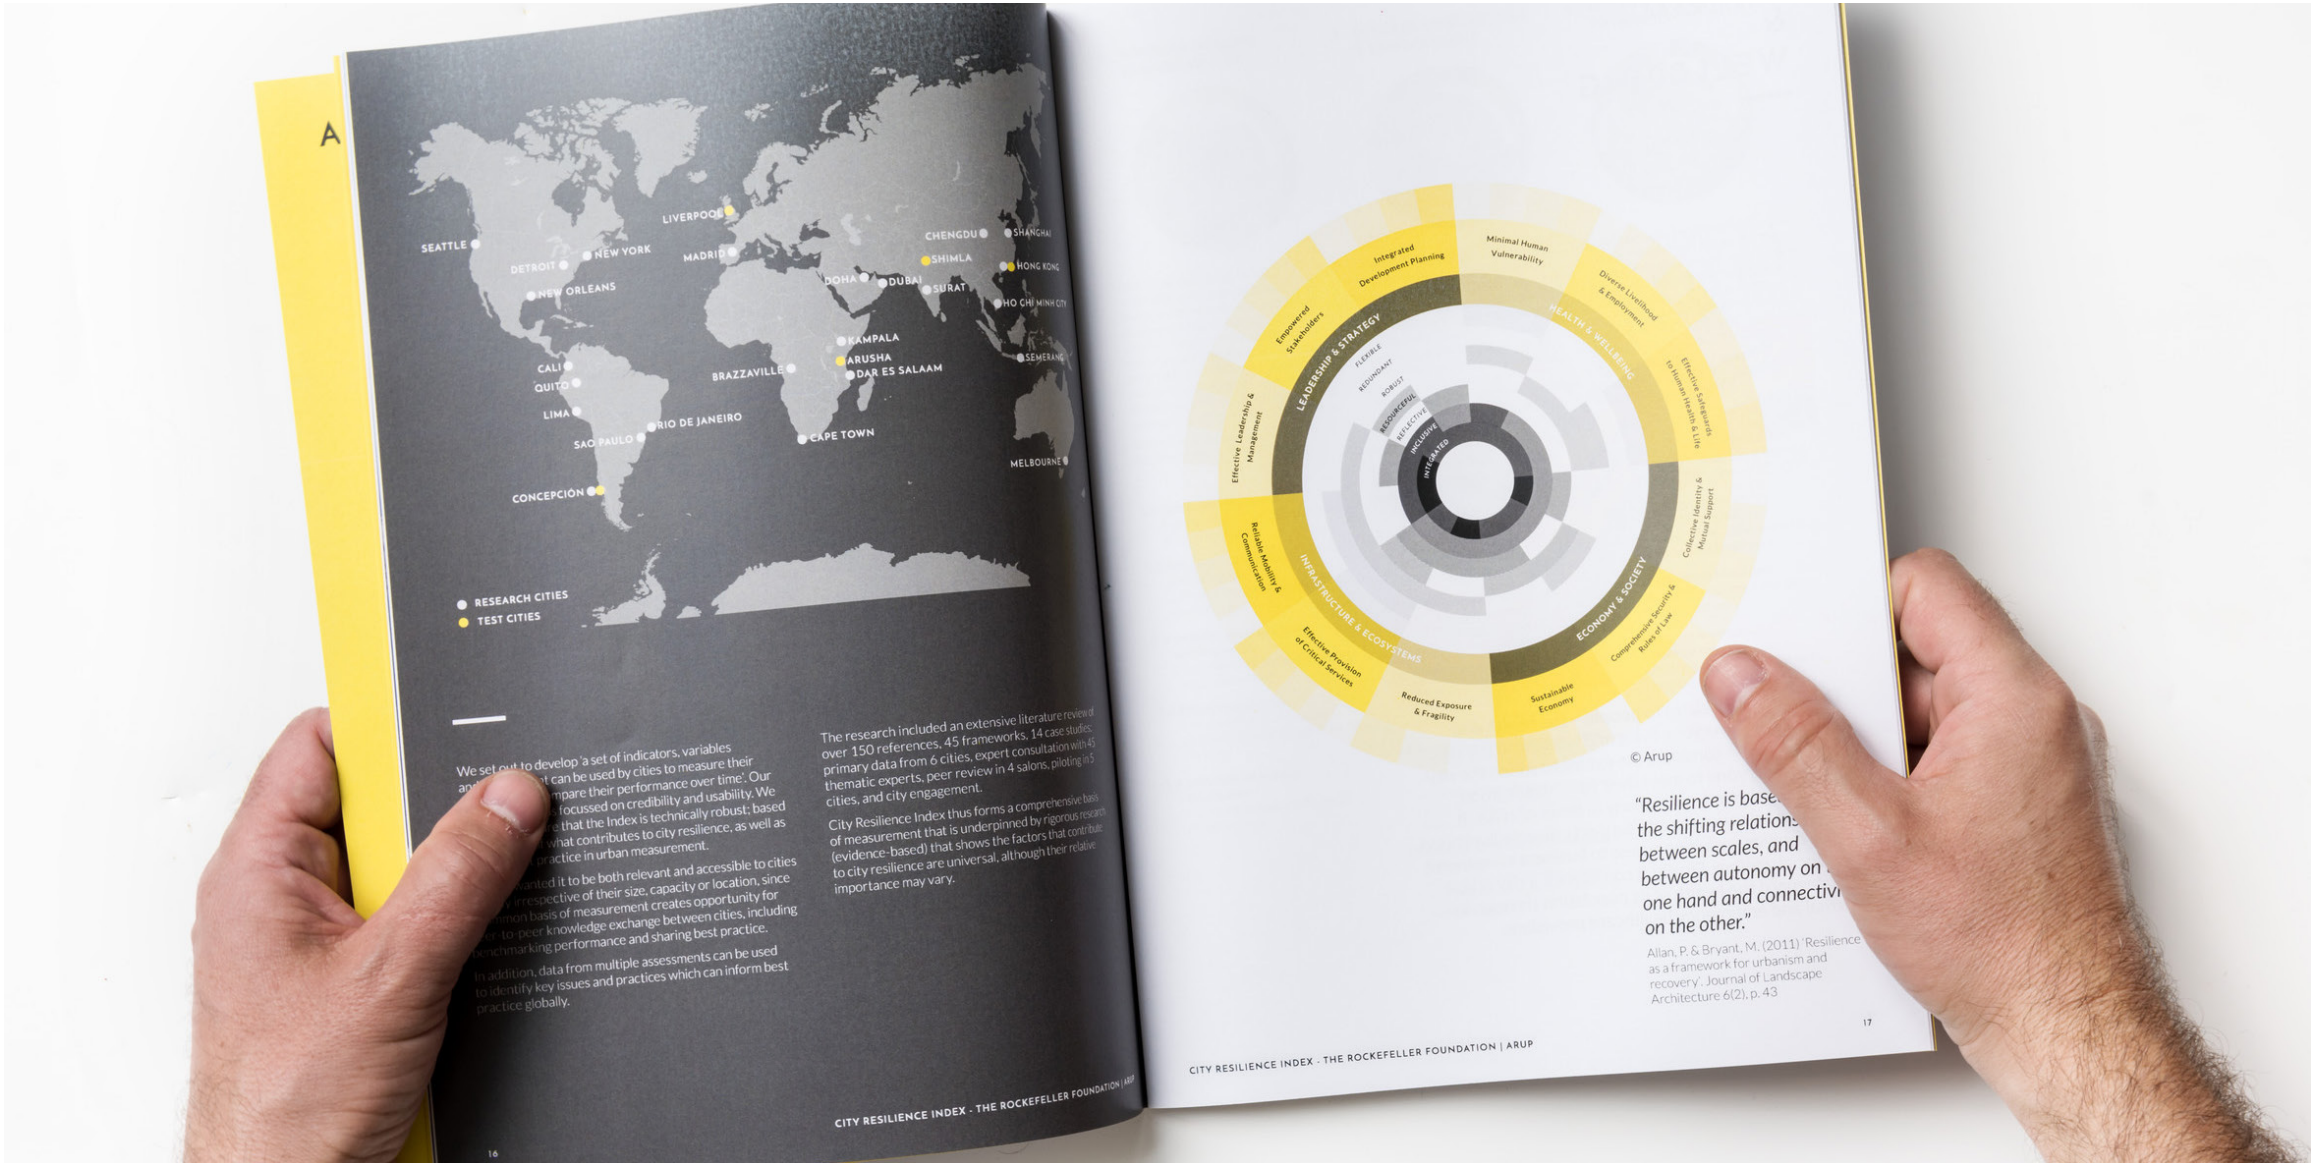 A
LIVERPOOL
SEATTLE
NEW YORK
MADRID
DETROIT
NEW ORLEANS
CHENGDU
SHANGHAI
SHIMLA
HONG KONG
DOHA
DUBAI
SURAT
HO CHI MINH CITY
KAMPALA
ARUSHA
SEMERANG
CALI
BRAZZAVILLE
DAR ES SALAAM
QUITO
LIMA
RIO DE JANEIRO
SAO PAULO
CAPE TOWN
MELBOURNE
CONCEPCIÓN
RESEARCH CITIES
TEST CITIES
We set out to develop 'a set of indicators, variables
can be used by cities to measure their
their performance over time'. Our
focussed on credibility and usability. We
that the Index is technically robust; based
what contributes to city resilience, as well as
practice in urban measurement.
it to be both relevant and accessible to cities
irrespective of their size, capacity or location, since
basis of measurement creates opportunity for
knowledge exchange between cities, including
benchmarking performance and sharing best practice.
In addition, data from multiple assessments can be used
to identify key issues and practices which can inform best
practice globally.
The research included an extensive literature review of
over 150 references, 45 frameworks, 14 case studies;
primary data from 6 cities, expert consultation with 45
thematic experts, peer review in 4 salons, piloting in 5
cities, and city engagement.
City Resilience Index thus forms a comprehensive basis
of measurement that is underpinned by rigorous research
(evidence-based) that shows the factors that contribute
to city resilience are universal, although their relative
importance may vary.
CITY RESILIENCE INDEX - THE ROCKEFELLER FOUNDATION | ARUP
16
Integrated
Development Planning
Minimal Human
Vulnerability
Diverse Livelihood
& Employment
Effective Safeguards
to Human Health & Life
Collective Identity &
Mutual Support
Comprehensive Security &
Rules of Law
Sustainable
Economy
Reduced Exposure
& Fragility
Effective Provision
of Critical Services
Reliable Mobility &
Communication
Effective Leadership &
Management
Empowered
Stakeholders
LEADERSHIP & STRATEGY
HEALTH & WELLBEING
ECONOMY & SOCIETY
INFRASTRUCTURE & ECOSYSTEMS
FLEXIBLE
REDUNDANT
ROBUST
RESOURCEFUL
REFLECTIVE
INCLUSIVE
INTEGRATED
© Arup
"Resilience is
the shifting
between scales, and
between autonomy on
one hand and
on the other."
Allan, P. & Bryant, M. (2011) 'Resilience
as a framework for urbanism and
recovery'. Journal of Landscape
Architecture 6(2), p. 43
17
CITY RESILIENCE INDEX - THE ROCKEFELLER FOUNDATION | ARUP